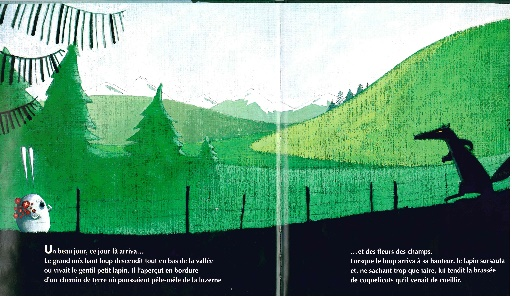 Un beau jour, ce jour là arriva...
Le grand méchant loup descendit tout en bas de la vallée
où vivait le gentil petit lapin. Il l'aperçut en bordure
d'un chemin de terre où poussaient pêle-mêle de la luzerne
...et des fleurs des champs.
Lorsque le loup arriva à sa hauteur, le lapin sursauta
et, ne sachant trop que faire, lui tendit la brassée
de coquelicots qu'il venait de cueillir.